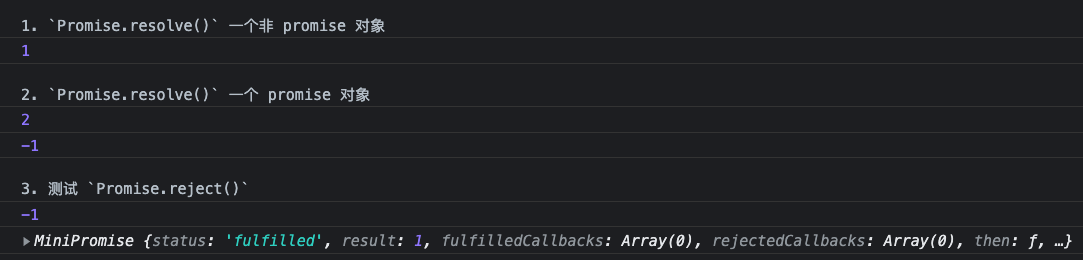 1. `Promise.resolve()` 一个非 promise 对象
1
2. `Promise.resolve()` 一个 promise 对象
2
-1
3. 测试 `Promise.reject()`
-1
▸MiniPromise {status: 'fulfilled', result: 1, fulfilledCallbacks: Array(0), rejectedCallbacks: Array(0), then: ƒ, …}